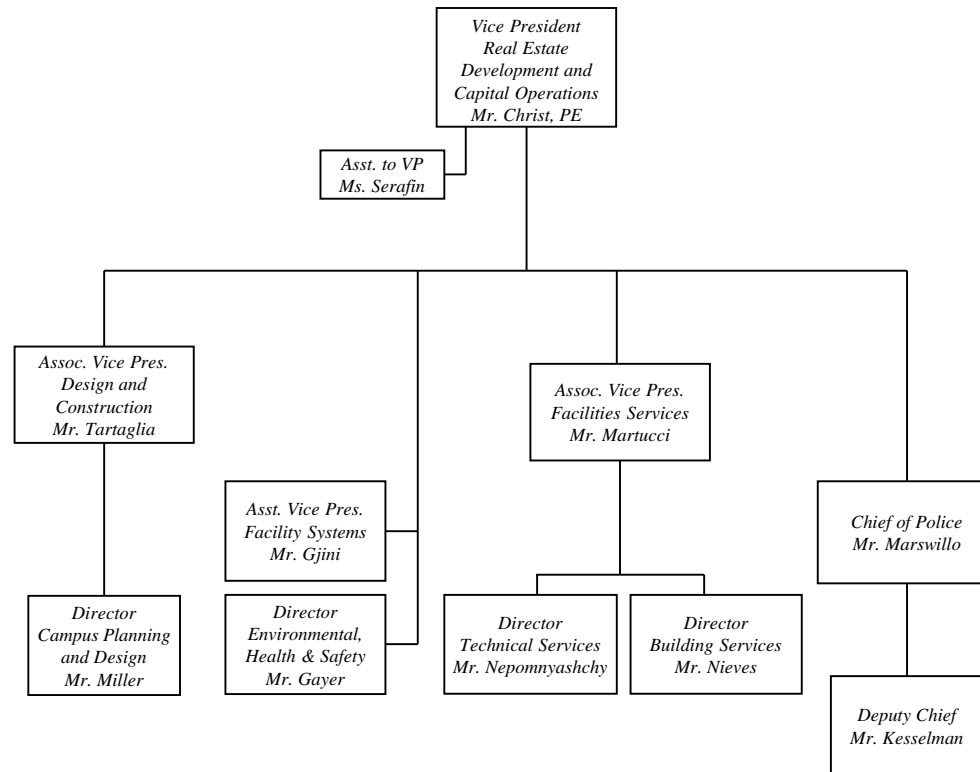 Vice President
Real Estate
Development and
Capital Operations
Mr. Christ, PE
Asst. to VP
Ms. Serafin
Assoc. Vice Pres.
Design and
Construction
Mr. Tartaglia
Assoc. Vice Pres.
Facilities Services
Mr. Martucci
Asst. Vice Pres.
Facility Systems
Mr. Gjini
Chief of Police
Mr. Marswillo
Director
Campus Planning
and Design
Mr. Miller
Director
Environmental,
Health & Safety
Mr. Gayer
Director
Technical Services
Mr. Nepomnyashchy
Director
Building Services
Mr. Nieves
Deputy Chief
Mr. Kesselman